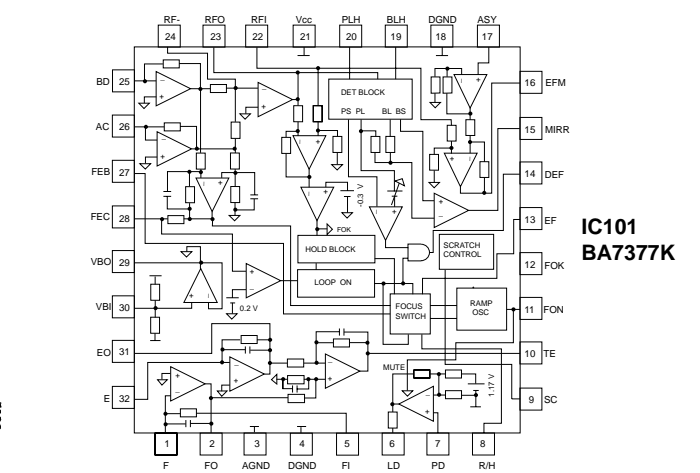 RF- RFO RFI Vcc PLH BLH DGND ASY
24 23 22 21 20 19 18 17
BD 25
AC 26
FEB 27
FEC 28
VBO 29
VBI 30
EO 31
E 32
DET BLOCK
PS PL BL BS
-0.3 V
FOK
HOLD BLOCK
LOOP ON
0.2 V
SCRATCH
CONTROL
FOCUS
SWITCH
RAMP
OSC
MUTE
1.17 V
16 EFM
15 MIRR
14 DEF
13 EF
12 FOK
11 FON
10 TE
9 SC
IC101
BA7377K
1 2 3 4 5 6 7 8
F FO AGND DGND FI LD PD R/H